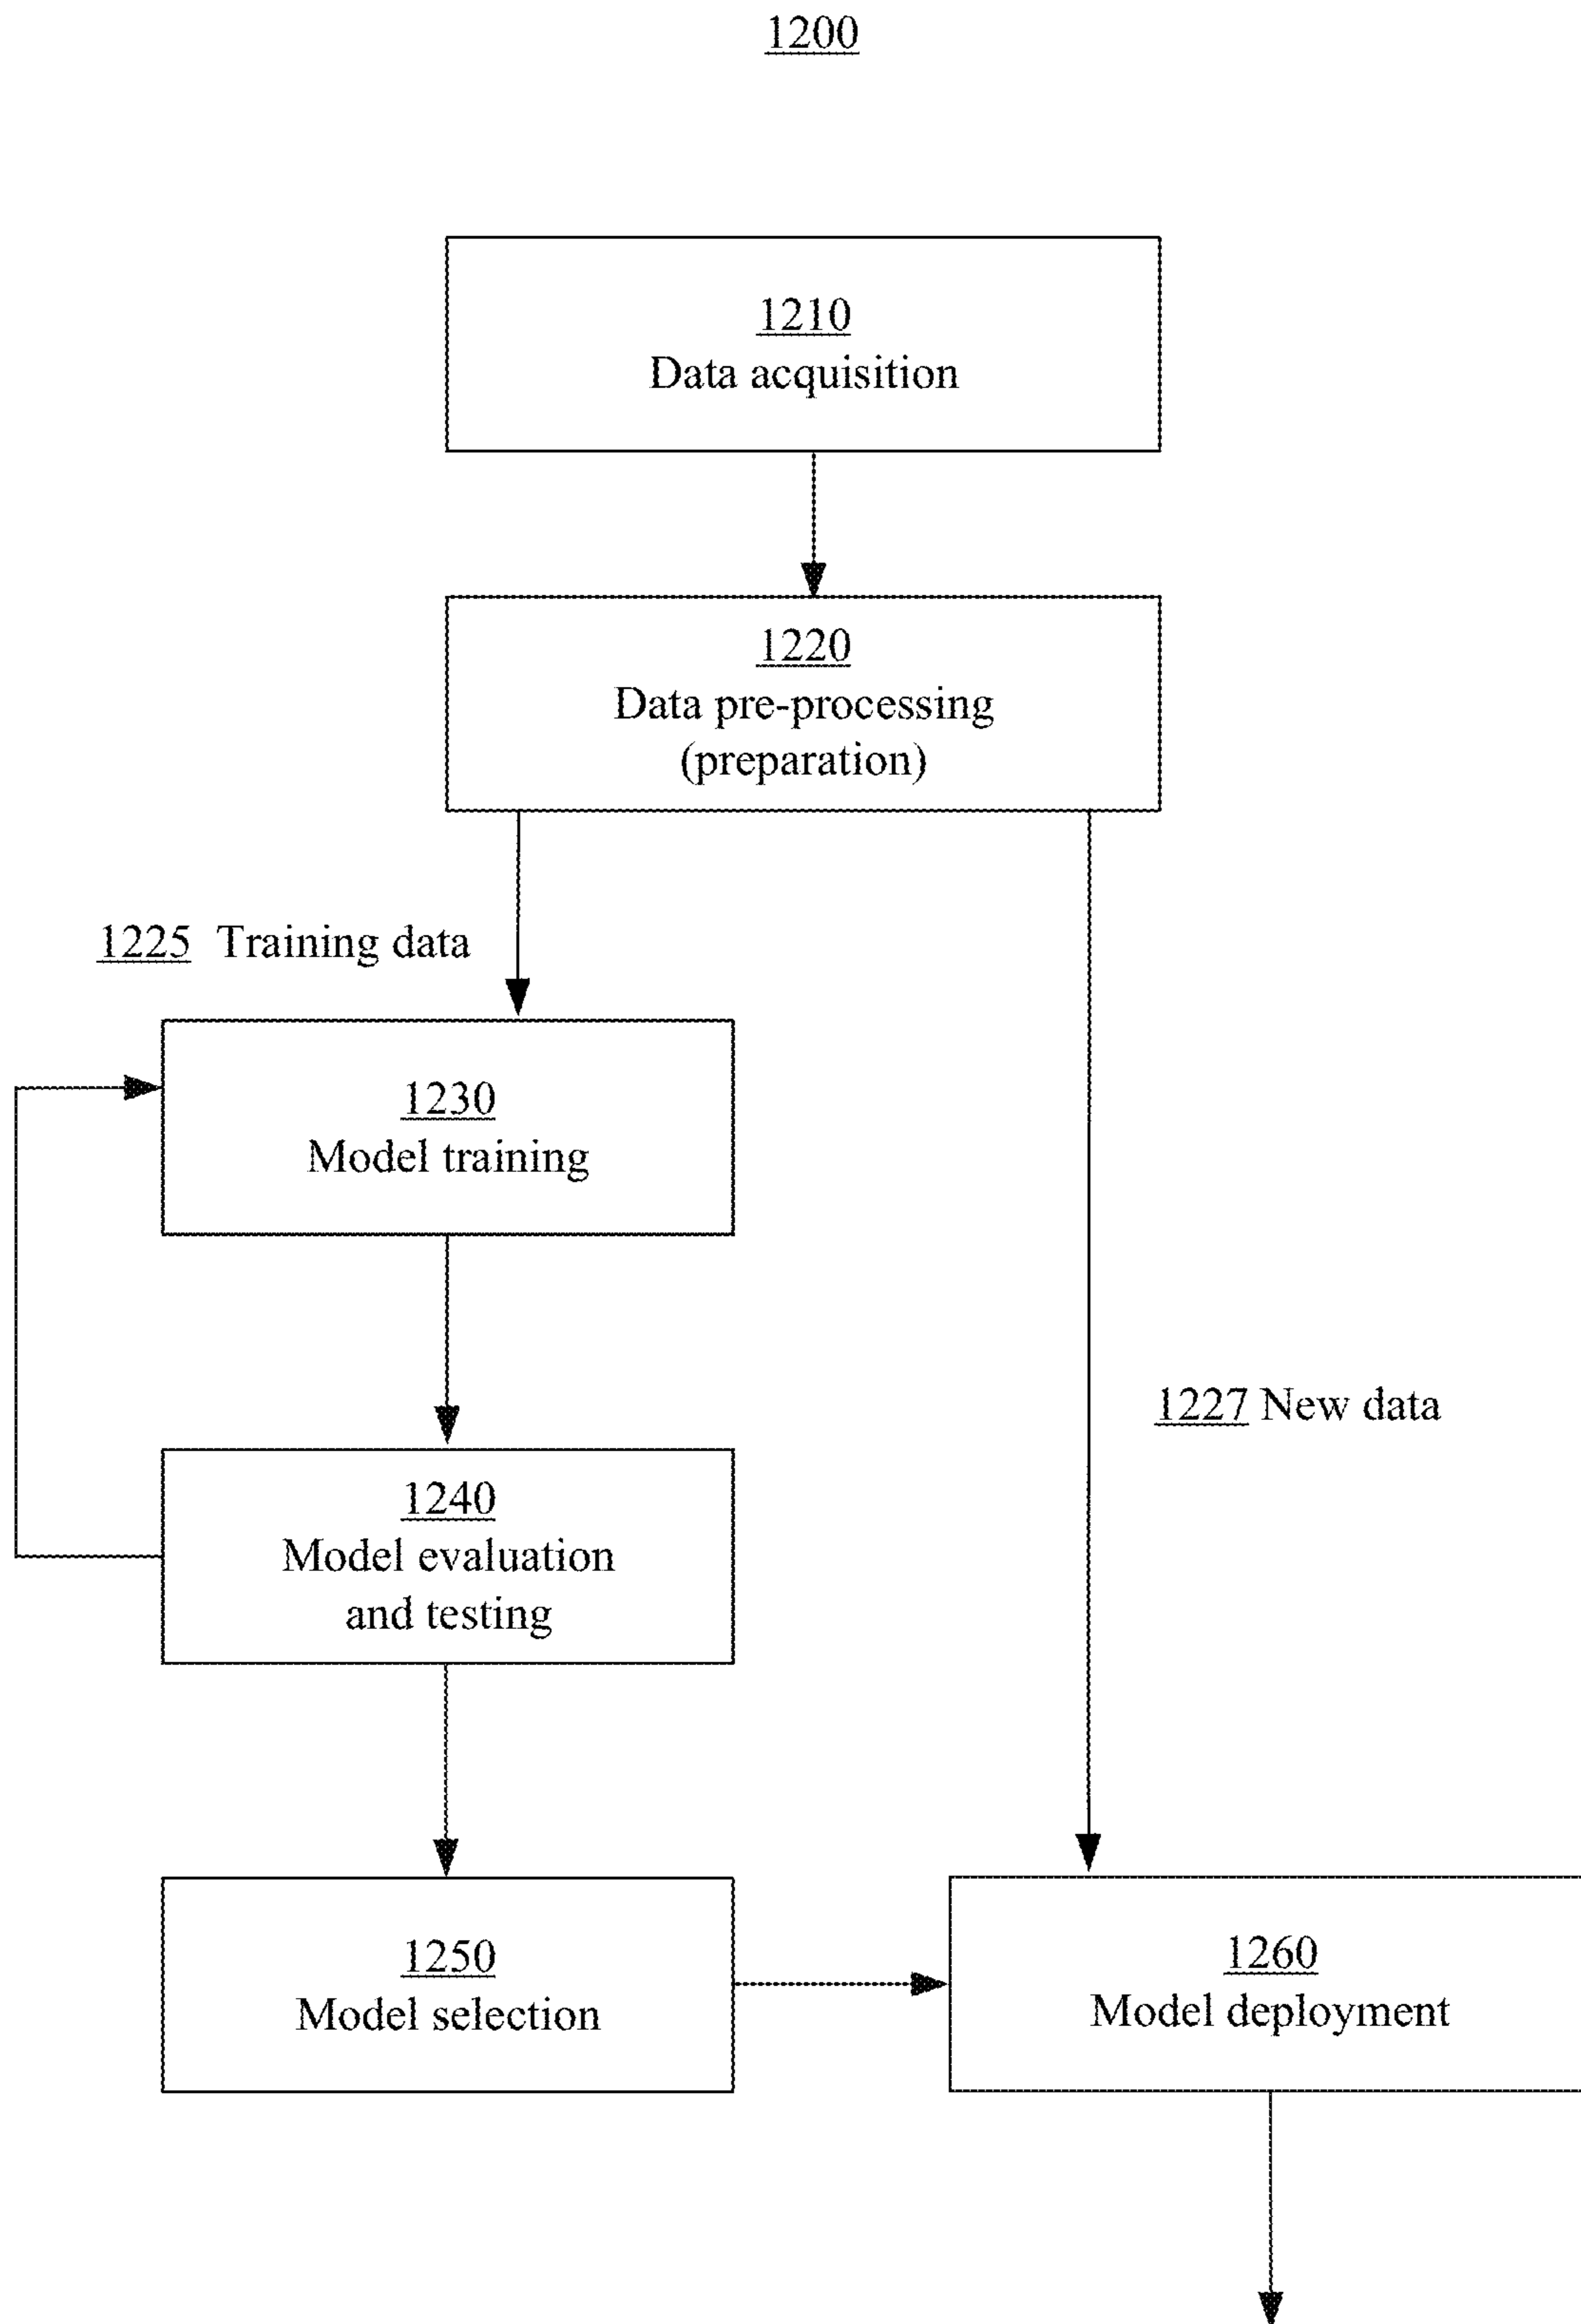 1200
1210
Data acquisition
1220
Data pre-processing
(preparation)
1225 Training data
1230
Model training
1227 New data
1240
Model evaluation
and testing
1250
Model selection
1260
Model deployment